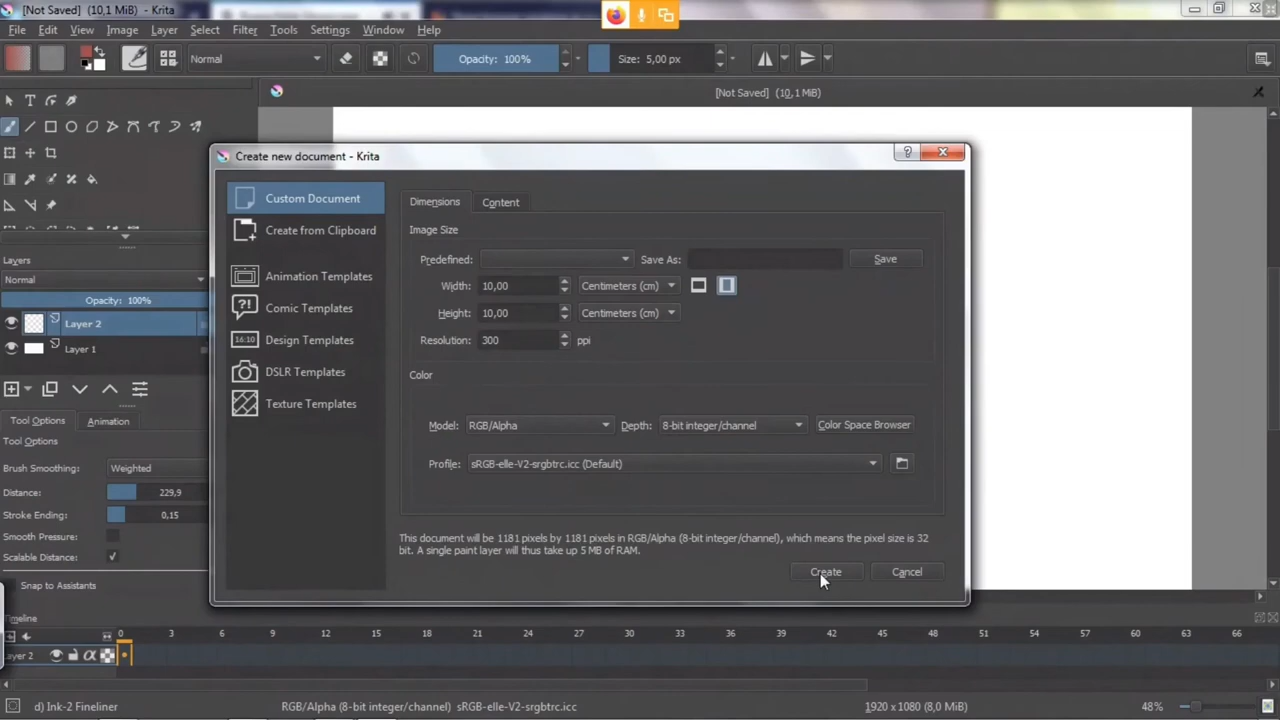 [Not Saved] (10,1 MiB) - Krita
File Edit View Image Layer Select Filter Tools Settings Window Help
Normal Opacity: 100% Size: 5,00 px
[Not Saved] (10,1 MiB)
Create new document - Krita
Custom Document
Create from Clipboard
Animation Templates
Comic Templates
Design Templates
16:10
DSLR Templates
Texture Templates
Dimensions Content
Image Size
Predefined: Save As: Save
Width: 10,00 Centimeters (cm)
Height: 10,00 Centimeters (cm)
Resolution: 300 ppi
Color
Model: RGB/Alpha Depth: 8-bit integer/channel Color Space Browser
Profile: sRGB-elle-V2-srgbtrc.icc (Default)
This document will be 1181 pixels by 1181 pixels in RGB/Alpha (8-bit integer/channel), which means the pixel size is 32
bit. A single paint layer will thus take up 5 MB of RAM.
Create Cancel
Layers
Normal
Opacity: 100%
Layer 2
Layer 1
Tool Options Animation
Tool Options
Brush Smoothing: Weighted
Distance: 229,9
Stroke Ending: 0,15
Smooth Pressure:
Scalable Distance:
Snap to Assistants
Timeline
0 3 6 9 12 15 18 21 24 27 30 33 36 39 42 45 48 51 54 57 60 63 66
ayer 2
d) Ink-2 Fineliner RGB/Alpha (8-bit integer/channel) sRGB-elle-V2-srgbtrc.icc 1920 x 1080 (8,0 MiB) 48%